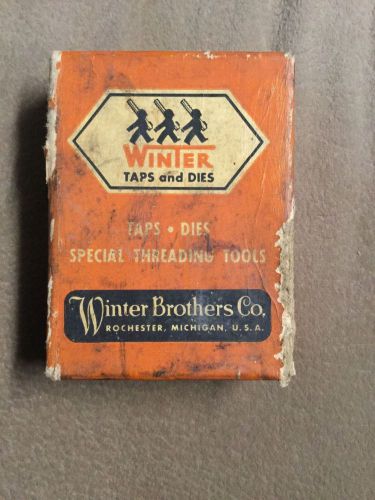 WINTER
TAPS and DIES
TAPS • DIES
SPECIAL THREADING TOOLS
Winter Brothers Co.
ROCHESTER, MICHIGAN, U.S.A.